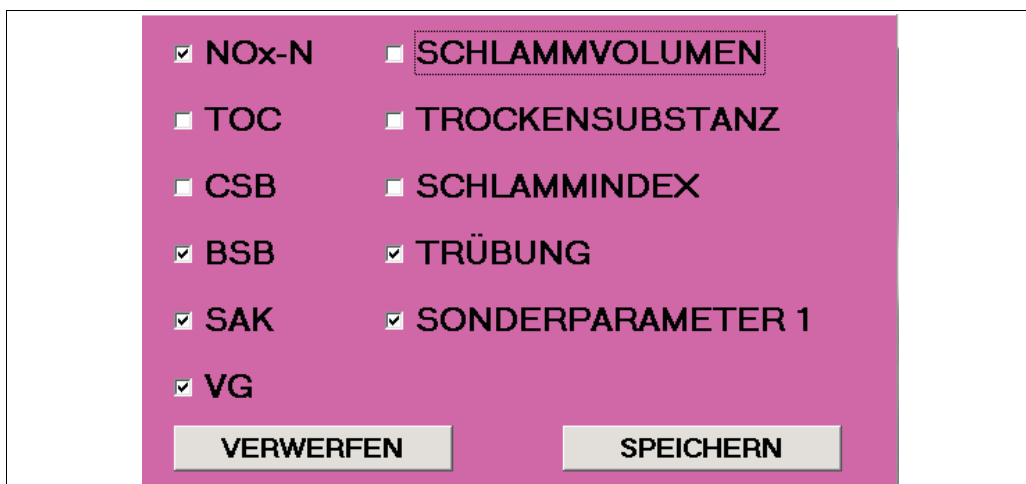 NOx-N SCHLAMMVOLUMEN
TOC TROCKENSUBSTANZ
CSB SCHLAMMINDEX
BSB TRÜBUNG
SAK SONDERPARAMETER 1
VG
VERWERFEN SPEICHERN